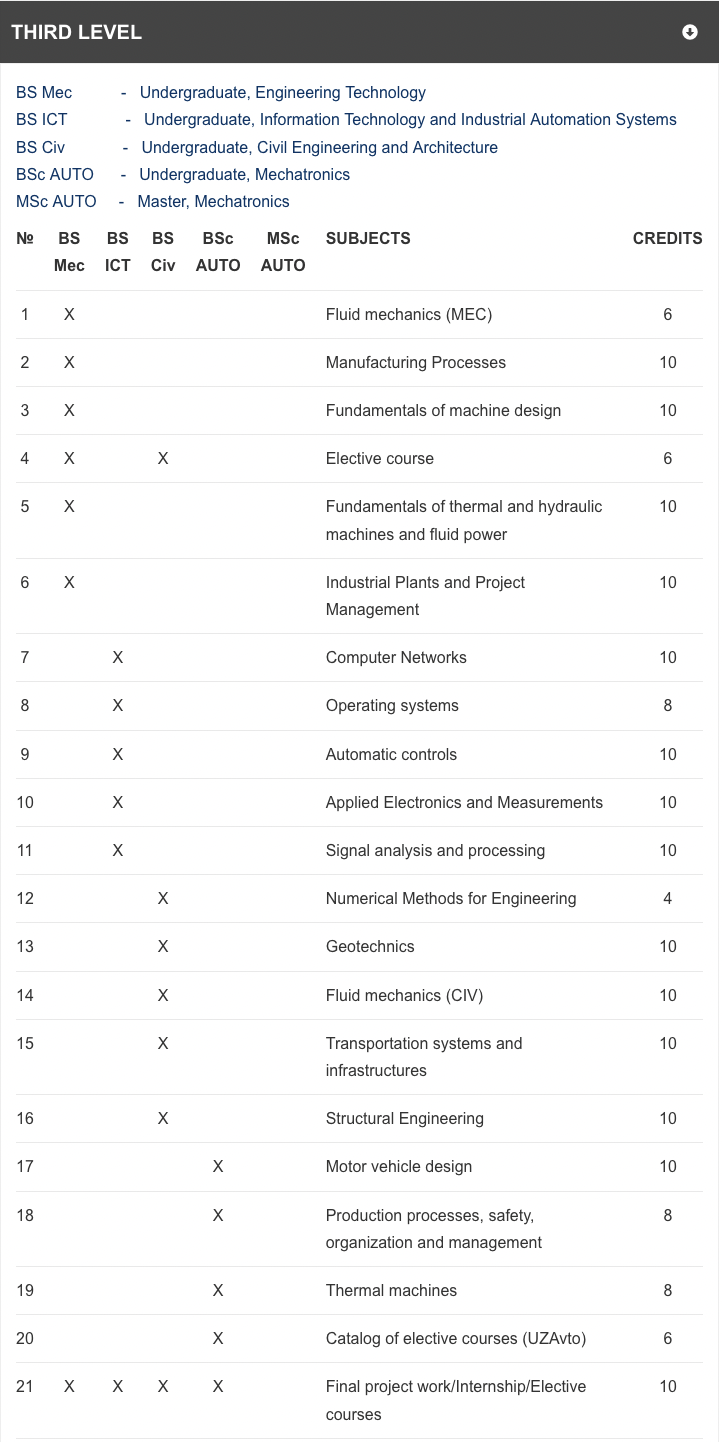 THIRD LEVEL
BS Mec - Undergraduate, Engineering Technology
BS ICT - Undergraduate, Information Technology and Industrial Automation Systems
BS Civ - Undergraduate, Civil Engineering and Architecture
BSc AUTO - Undergraduate, Mechatronics
MSc AUTO - Master, Mechatronics
№ BS BS BS BSc MSc SUBJECTS CREDITS
Mec ICT Civ AUTO AUTO
1 X Fluid mechanics (MEC) 6
2 X Manufacturing Processes 10
3 X Fundamentals of machine design 10
4 X X Elective course 6
5 X Fundamentals of thermal and hydraulic 10
machines and fluid power
6 X Industrial Plants and Project 10
Management
7 X Computer Networks 10
8 X Operating systems 8
9 X Automatic controls 10
10 X Applied Electronics and Measurements 10
11 X Signal analysis and processing 10
12 X Numerical Methods for Engineering 4
13 X Geotechnics 10
14 X Fluid mechanics (CIV) 10
15 X Transportation systems and 10
infrastructures
16 X Structural Engineering 10
17 X Motor vehicle design 10
18 X Production processes, safety, 8
organization and management
19 X Thermal machines 8
20 X Catalog of elective courses (UZAvto) 6
21 X X X X Final project work/Internship/Elective 10
courses